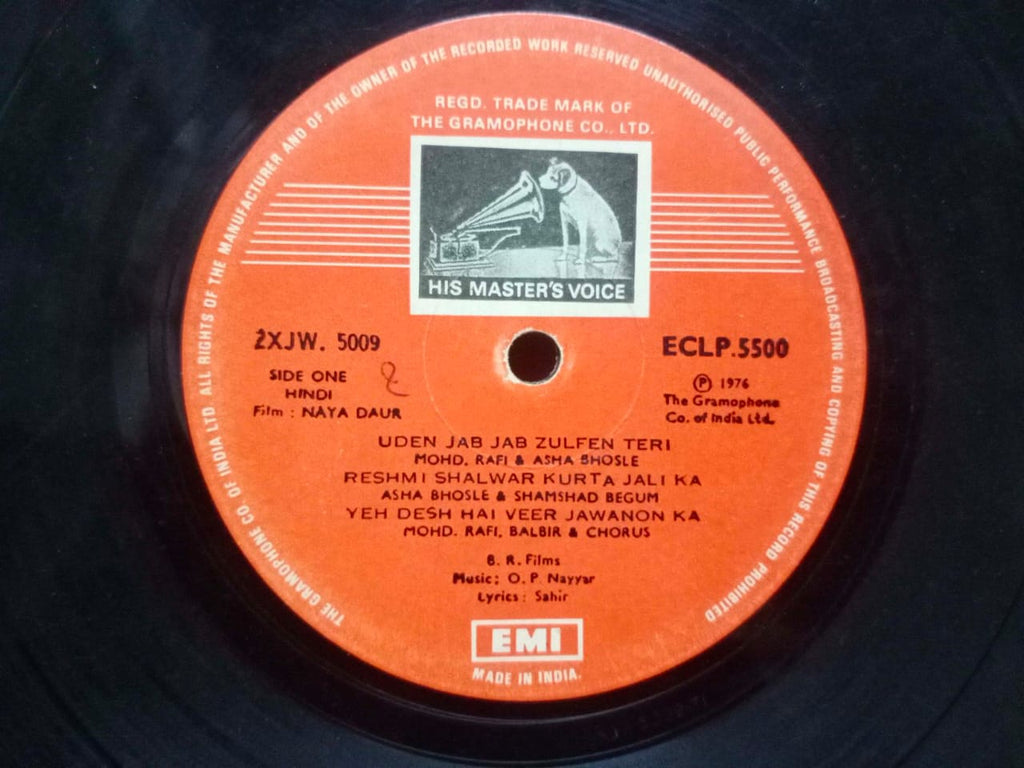 THE GRAMOPHONE CO. OF INDIA LTD. ALL RIGHTS OF THE MANUFACTURER AND OF THE OWNER OF THE RECORDED WORK RESERVED UNAUTHORISED PUBLIC PERFORMANCE BROADCASTING AND COPYING OF THIS RECORD PROHIBITED
REGD. TRADE MARK OF
THE GRAMOPHONE CO., LTD.
HIS MASTER'S VOICE
2XJW. 5009
ECLP.5500
SIDE ONE 2
HINDI
Film : NAYA DAUR
Ⓟ 1976
The Gramophone
Co. of India Ltd.
UDEN JAB JAB ZULFEN TERI
MOHD. RAFI & ASHA BHOSLE
RESHMI SHALWAR KURTA JALI KA
ASHA BHOSLE & SHAMSHAD BEGUM
YEH DESH HAI VEER JAWANON KA
MOHD. RAFI, BALBIR & CHORUS
B. R. Films
Music: O. P. Nayyar
Lyrics : Sahir
EMI
MADE IN INDIA.